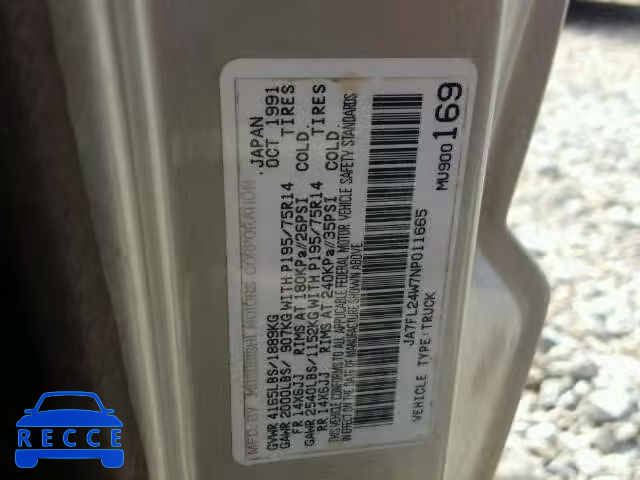 MFD. BY MITSUBISHI MOTORS CORPORATION, JAPAN
OCT 1991
GVWR 4165LBS/1889KG
GAWR 2000LBS/ 907KG WITH P195/75R14 TIRES
FR 14X6JJ RIMS AT 180KPA//26PSI COLD
GAWR 2540LBS/1152KG WITH P195/75R14 TIRES
RR 14X6JJ RIMS AT 240KPA//35PSI COLD
THIS VEHICLE CONFORMS TO ALL APPLICABLE FEDERAL MOTOR VEHICLE SAFETY STANDARDS
IN EFFECT ON THE DATE OF MANUFACTURE SHOWN ABOVE
JA7FL24W7NP011665
VEHICLE TYPE: TRUCK
MU900169
RECCE